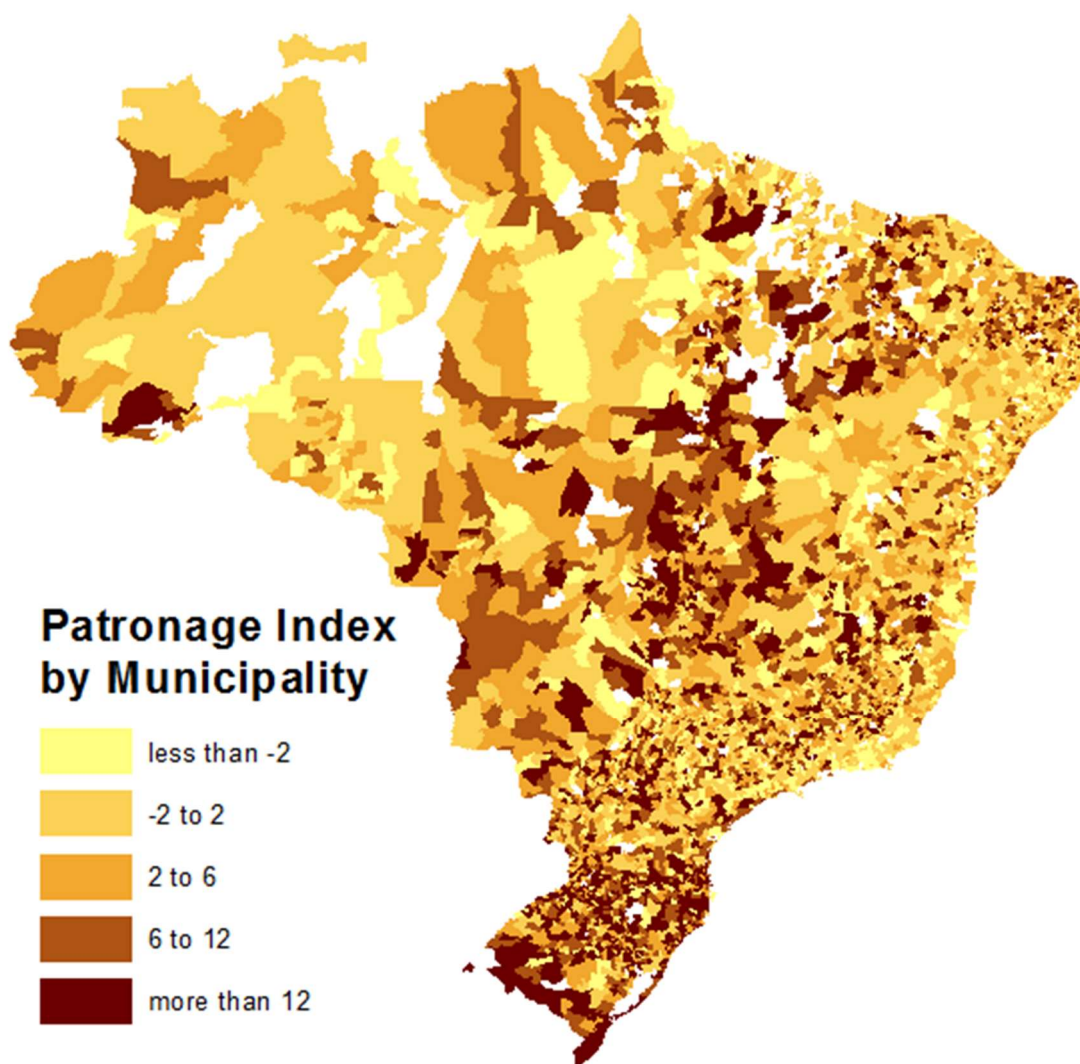 Patronage Index
by Municipality
less than -2
-2 to 2
2 to 6
6 to 12
more than 12